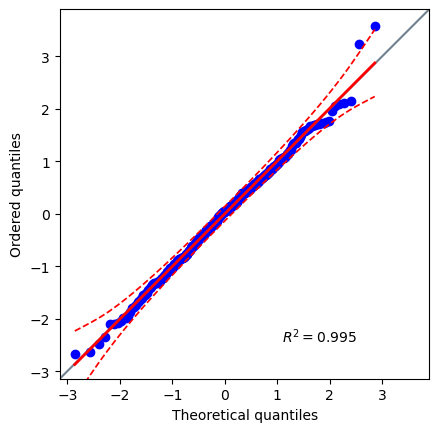 3
2
1
0
−1
−2
−3
Ordered quantiles
R² = 0.995
−3 −2 −1 0 1 2 3
Theoretical quantiles